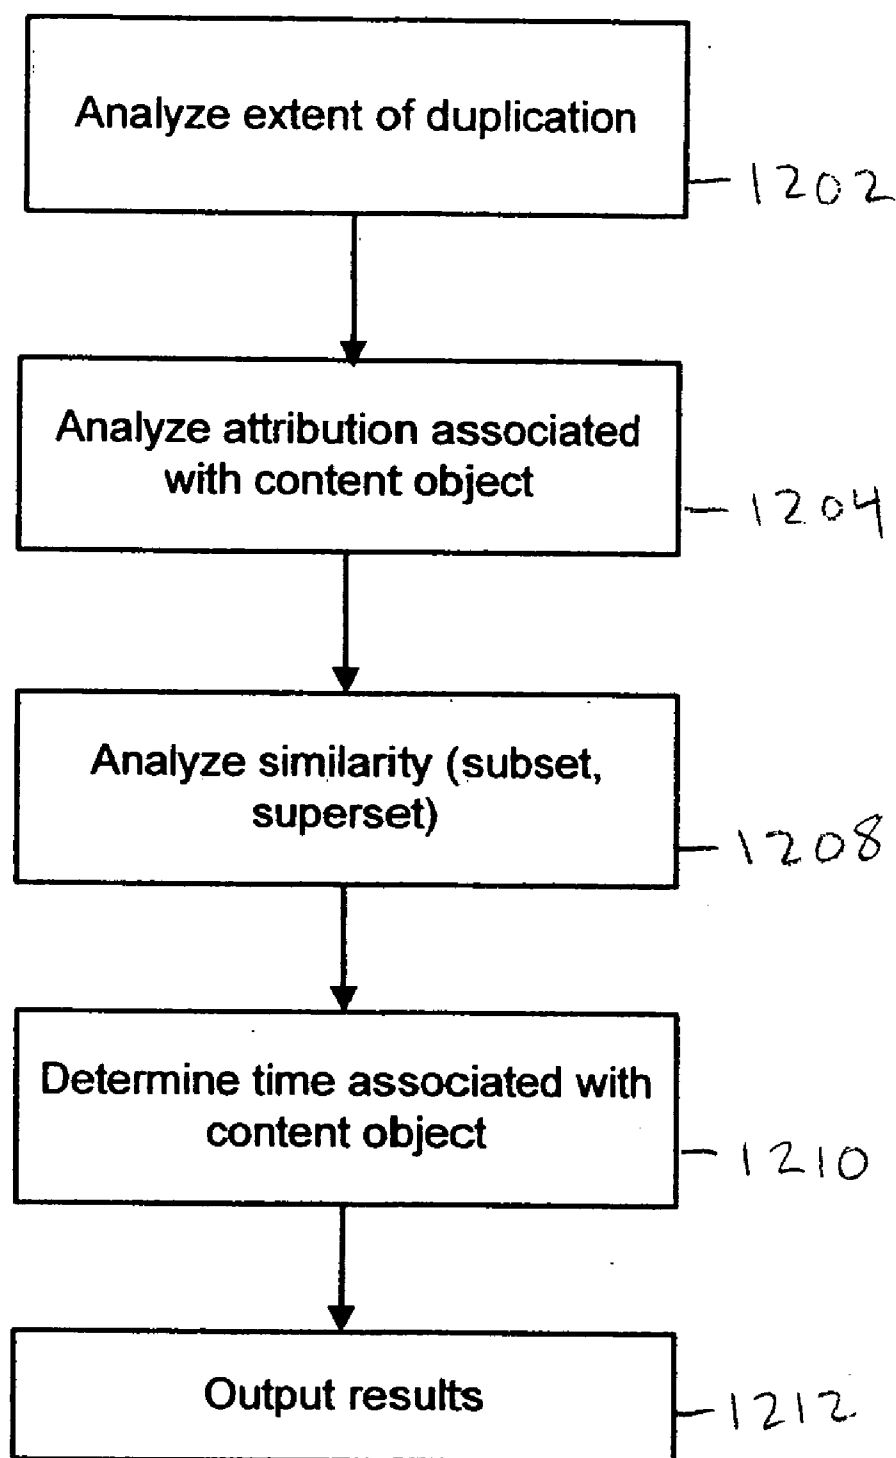 Analyze extent of duplication
1202
Analyze attribution associated
with content object
1204
Analyze similarity (subset,
superset)
1208
Determine time associated with
content object
1210
Output results
1212